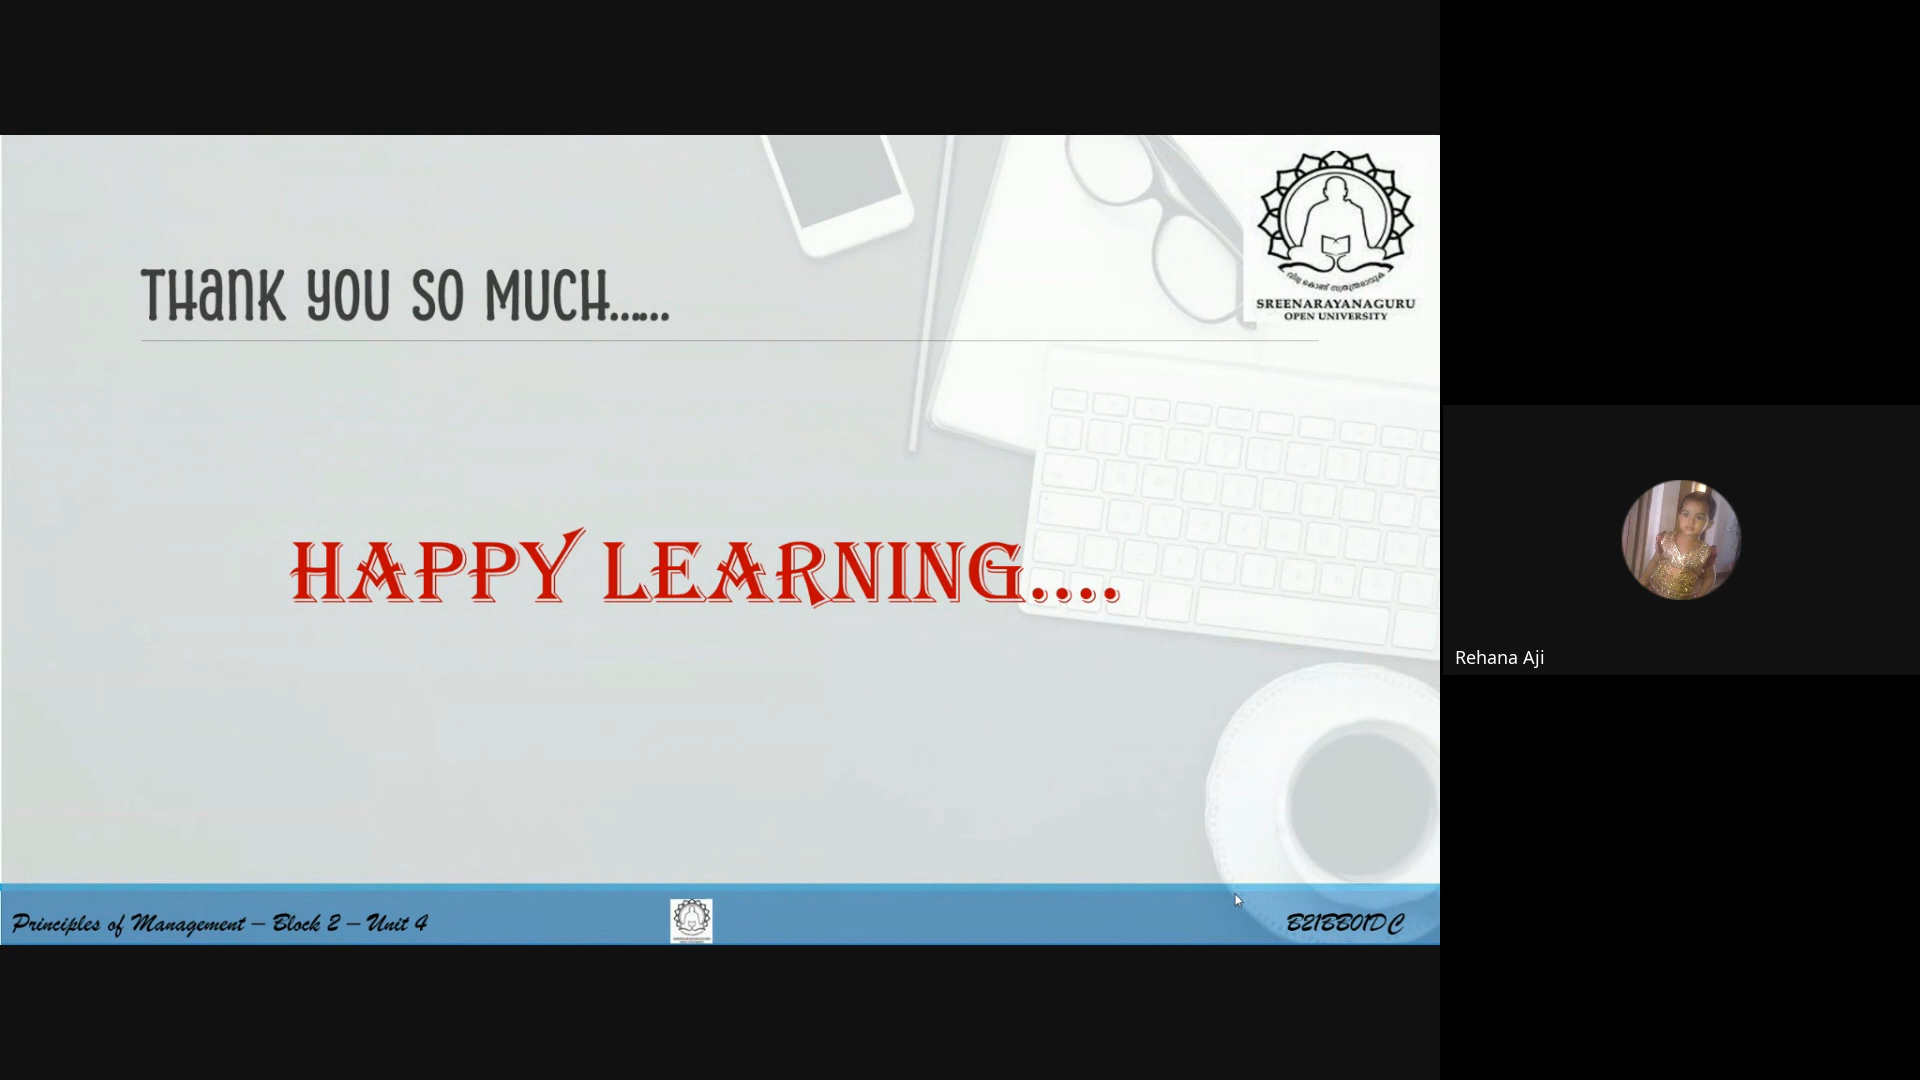 THANK YOU SO MUCH......
SREENARAYANAGURU
OPEN UNIVERSITY
HAPPY LEARNING....
Rehana Aji
Principles of Management – Block 2 – Unit 4
B21BB01DC